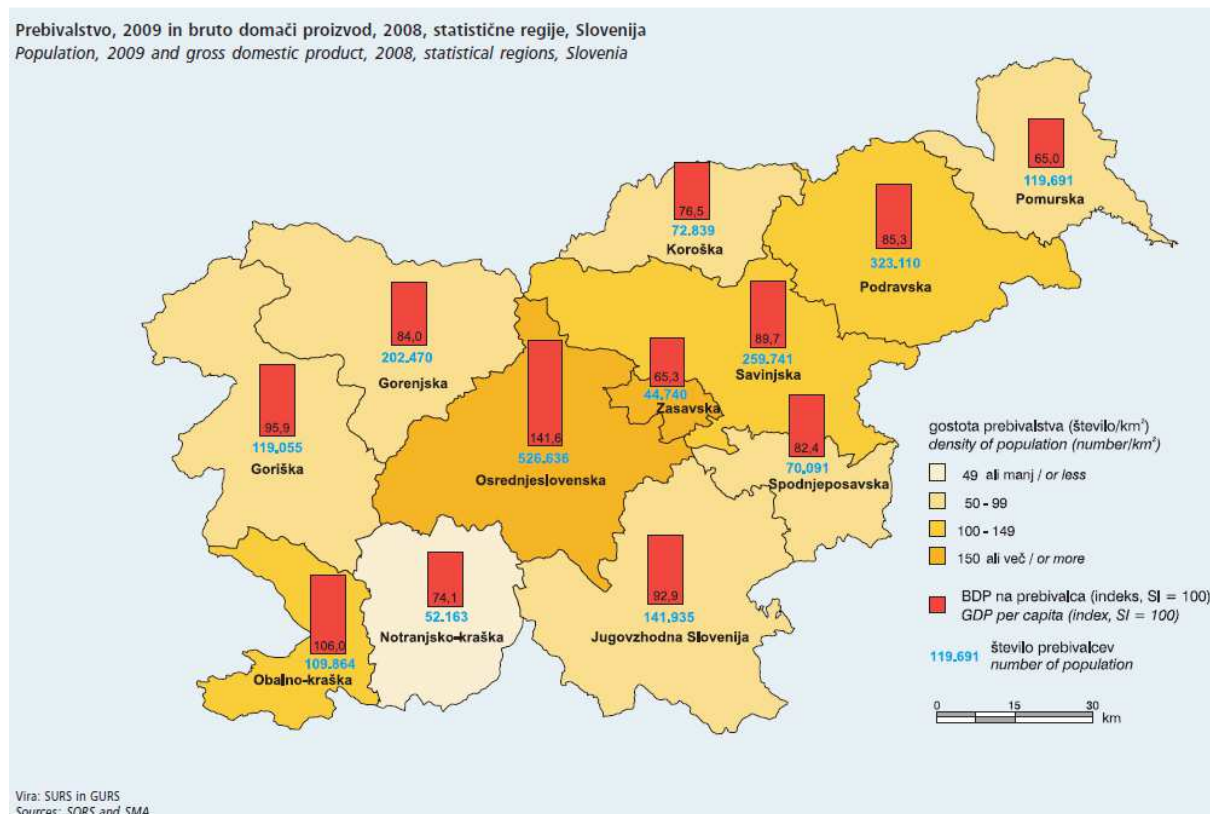 Prebivalstvo, 2009 in bruto domači proizvod, 2008, statistične regije, Slovenija
Population, 2009 and gross domestic product, 2008, statistical regions, Slovenia
65,0
119.691
Pomurska
76,5
72.839
Koroška
85,3
323.110
Podravska
84,0
202.470
Gorenjska
89,7
259.741
Savinjska
65,3
44.740
Zasavska
95,9
119.055
Goriška
141,6
526.636
Osrednjeslovenska
82,4
70.091
Spodnjeposavska
74,1
52.163
Notranjsko-kraška
92,9
141.935
Jugovzhodna Slovenija
106,0
109.864
Obalno-kraška
gostota prebivalstva (število/km²)
density of population (number/km²)
49 ali manj / or less
50 - 99
100 - 149
150 ali več / or more
BDP na prebivalca (indeks, SI = 100)
GDP per capita (index, SI = 100)
119.691 število prebivalcev
number of population
0 15 30
km
Vira: SURS in GURS
Sources: SORS and SMA